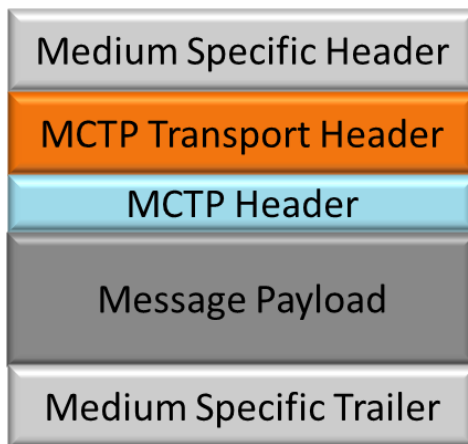 Medium Specific Header
MCTP Transport Header
MCTP Header
Message Payload
Medium Specific Trailer